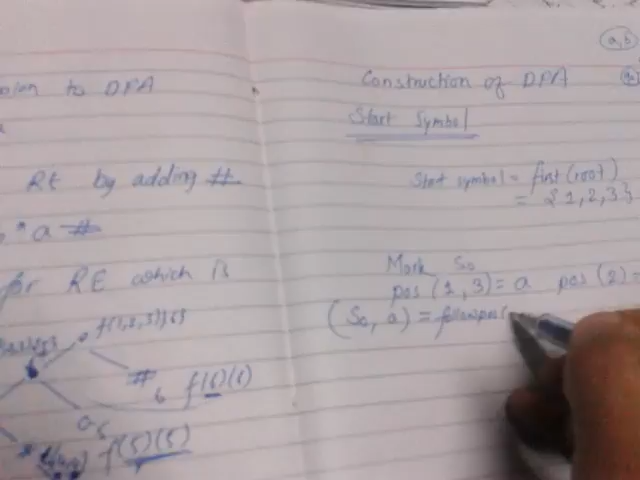 to DFA
RE by adding #
* a #
for RE which is
f{1,2,3}{}
#
6 f(6)(6)
a 5
f(5)(5)
a,b
Construction of DFA
Start Symbol
Start symbol = first(root)
= {1,2,3}
Mark S0
pos(1,3) = a pos(2) =
(S0, a) = followpos(